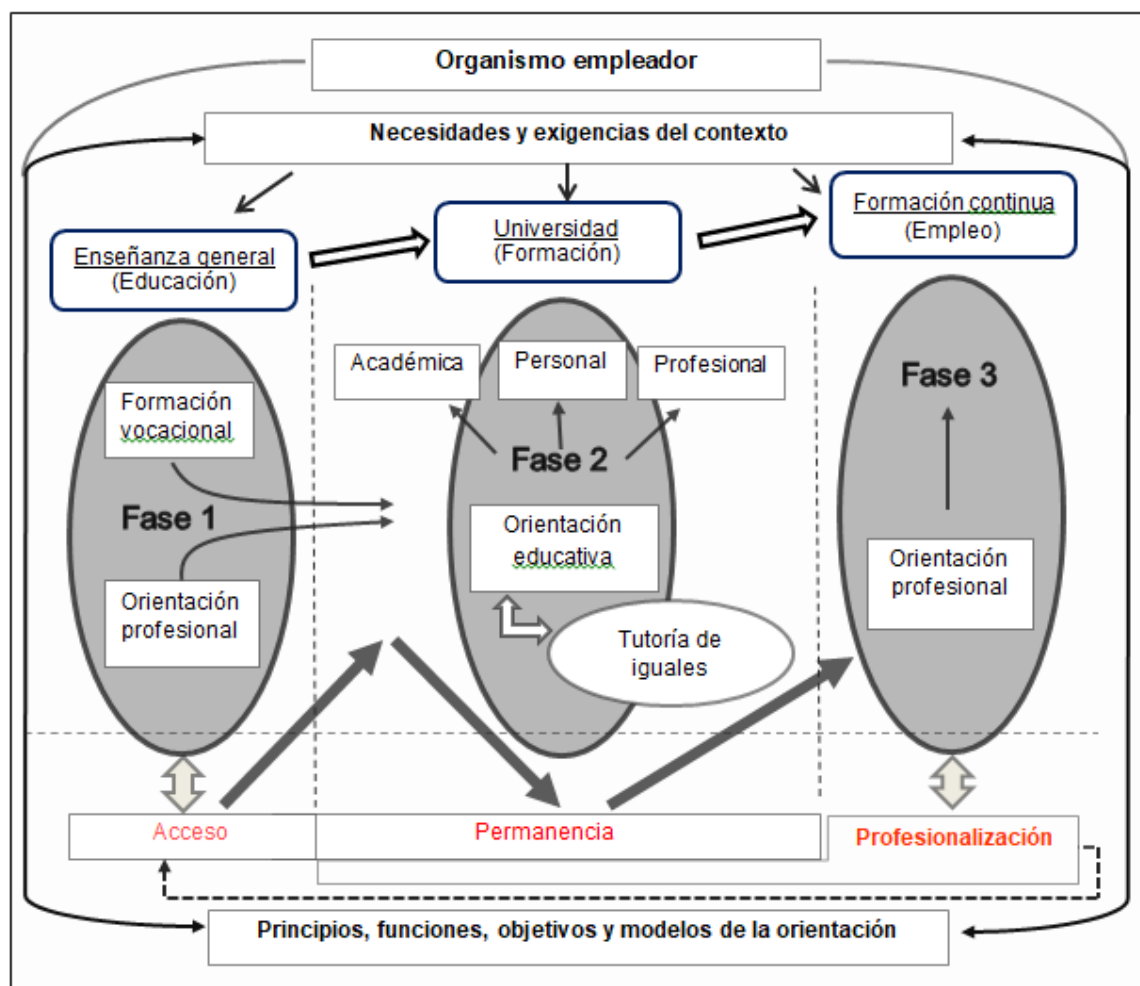 Organismo empleador
Necesidades y exigencias del contexto
Enseñanza general
(Educación)
Universidad
(Formación)
Formación continua
(Empleo)
Formación
vocacional
Fase 1
Orientación
profesional
Académica
Personal
Profesional
Fase 2
Orientación
educativa
Tutoría de
iguales
Fase 3
Orientación
profesional
Acceso
Permanencia
Profesionalización
Principios, funciones, objetivos y modelos de la orientación